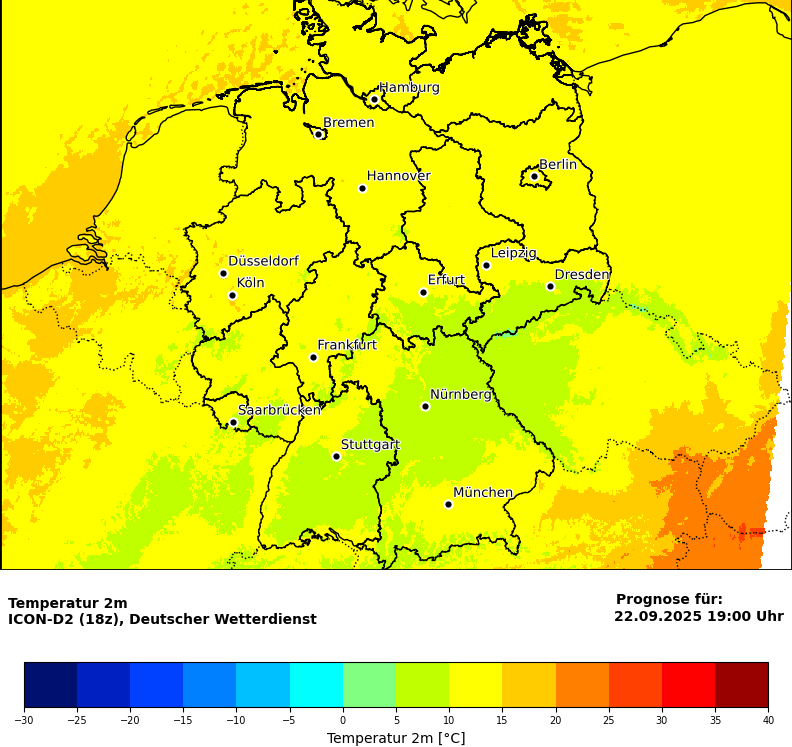 Hamburg
Bremen
Berlin
Hannover
Leipzig
Düsseldorf
Dresden
Köln
Erfurt
Frankfurt
Nürnberg
Saarbrücken
Stuttgart
München
Temperatur 2m
ICON-D2 (18z), Deutscher Wetterdienst
Prognose für:
22.09.2025 19:00 Uhr
−30 −25 −20 −15 −10 −5 0 5 10 15 20 25 30 35 40
Temperatur 2m [°C]